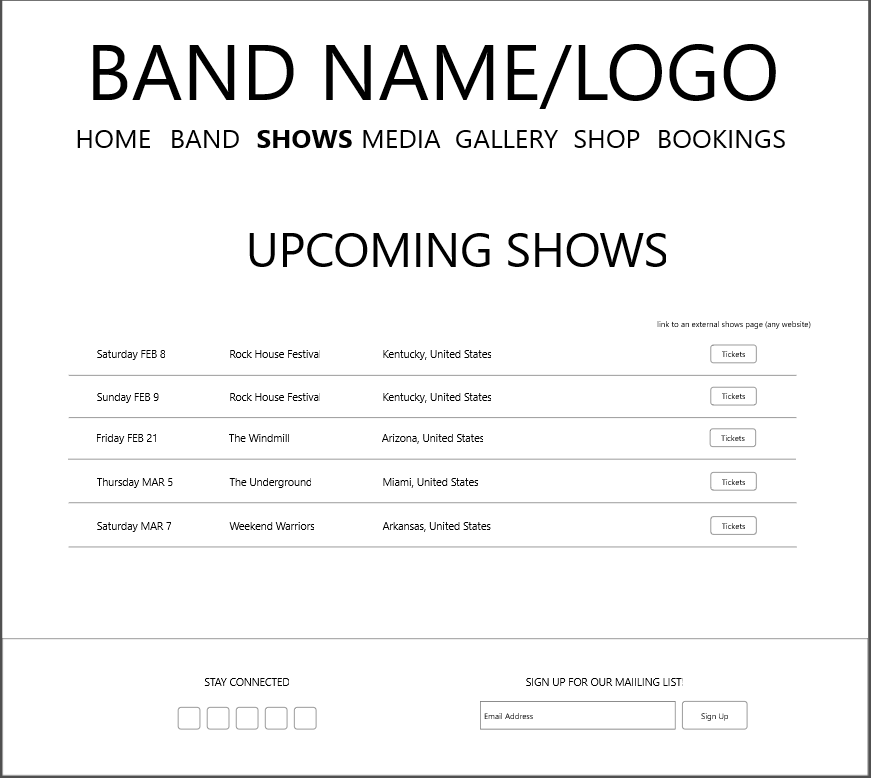 BAND NAME/LOGO
HOME BAND SHOWS MEDIA GALLERY SHOP BOOKINGS
UPCOMING SHOWS
link to an external shows page (any website)
Saturday FEB 8 Rock House Festival Kentucky, United States Tickets
Sunday FEB 9 Rock House Festival Kentucky, United States Tickets
Friday FEB 21 The Windmill Arizona, United States Tickets
Thursday MAR 5 The Underground Miami, United States Tickets
Saturday MAR 7 Weekend Warriors Arkansas, United States Tickets
STAY CONNECTED SIGN UP FOR OUR MAIILING LIST!
Email Address Sign Up